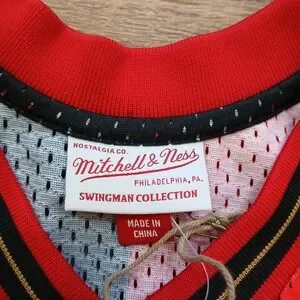 NOSTALGIA CO.
Mitchell & Ness
PHILADELPHIA, PA.
SWINGMAN COLLECTION
MADE IN
CHINA